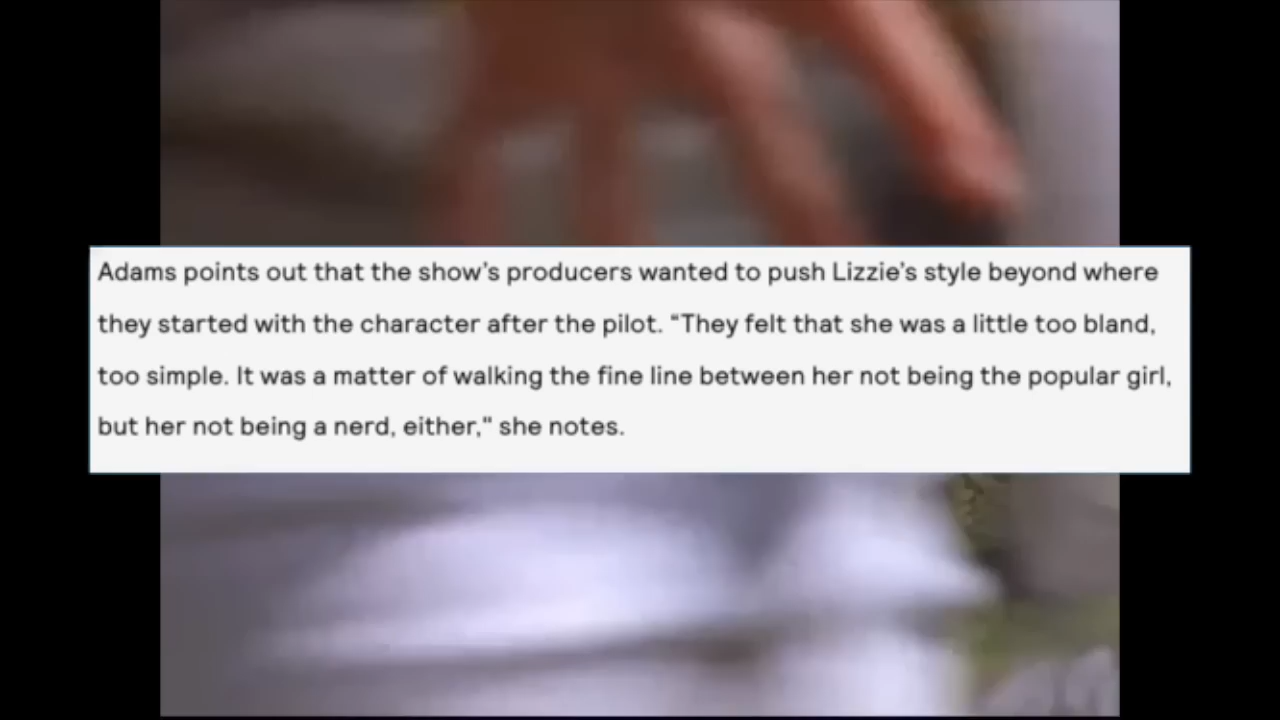 Adams points out that the show’s producers wanted to push Lizzie’s style beyond where
they started with the character after the pilot. “They felt that she was a little too bland,
too simple. It was a matter of walking the fine line between her not being the popular girl,
but her not being a nerd, either," she notes.